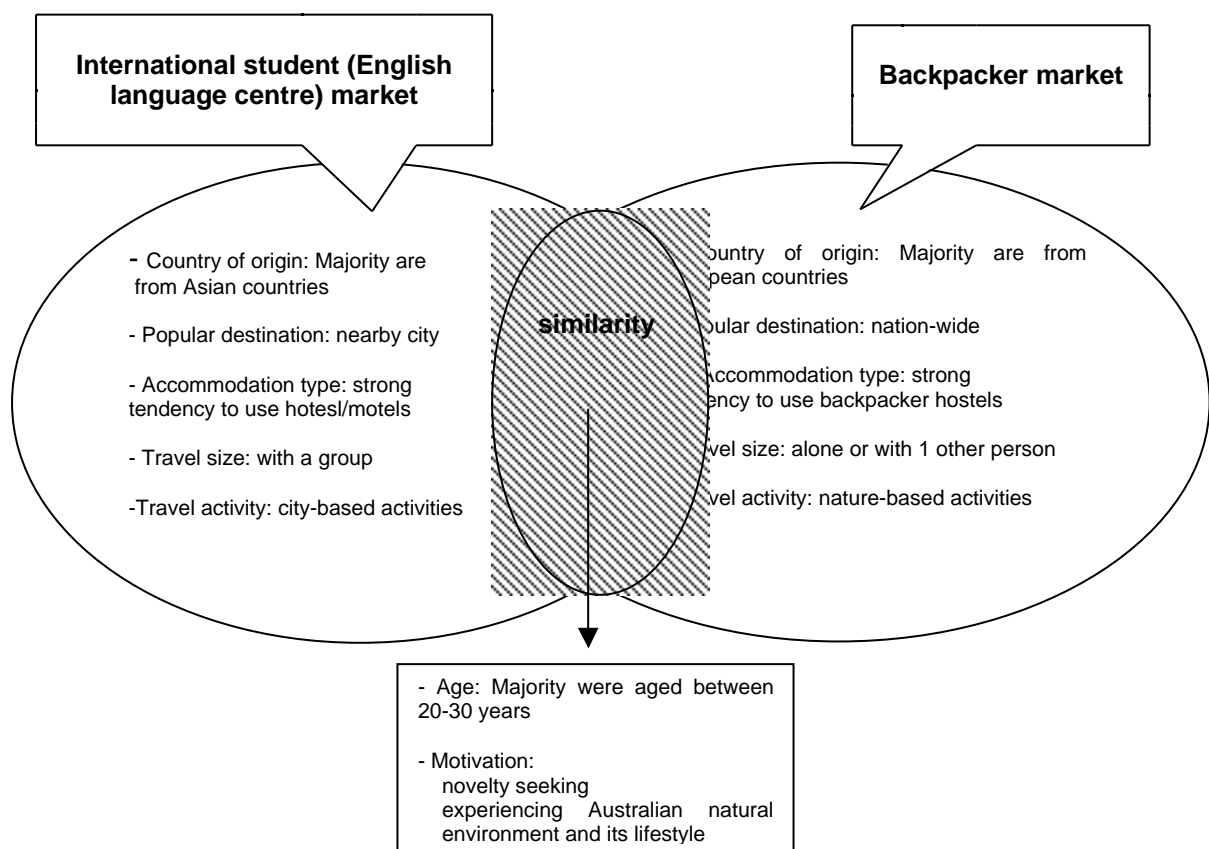 International student (English
language centre) market
Backpacker market
- Country of origin: Majority are
from Asian countries
- Popular destination: nearby city
- Accommodation type: strong
tendency to use hotesl/motels
- Travel size: with a group
-Travel activity: city-based activities
similarity
ountry of origin: Majority are from
pean countries
pular destination: nation-wide
Accommodation type: strong
ency to use backpacker hostels
vel size: alone or with 1 other person
vel activity: nature-based activities
- Age: Majority were aged between
20-30 years
- Motivation:
novelty seeking
experiencing Australian natural
environment and its lifestyle